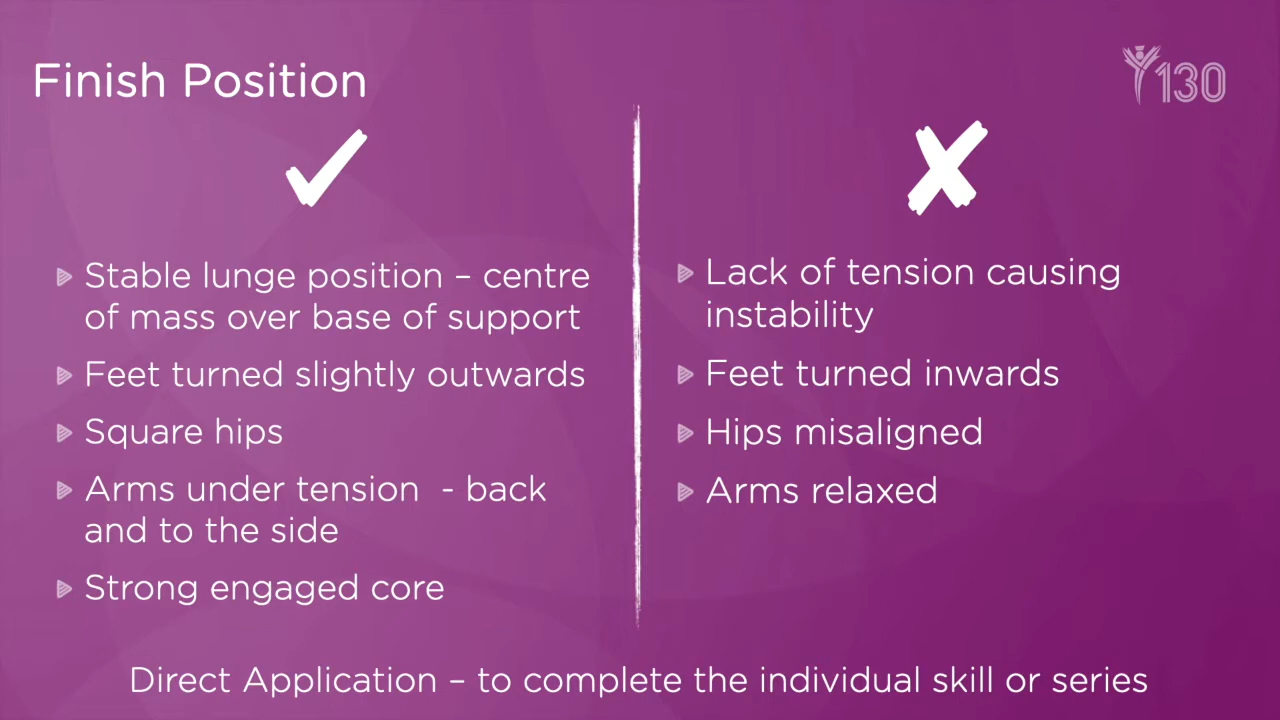 Finish Position
130
Stable lunge position – centre
of mass over base of support
Feet turned slightly outwards
Square hips
Arms under tension  - back
and to the side
Strong engaged core
Lack of tension causing
instability
Feet turned inwards
Hips misaligned
Arms relaxed
Direct Application – to complete the individual skill or series